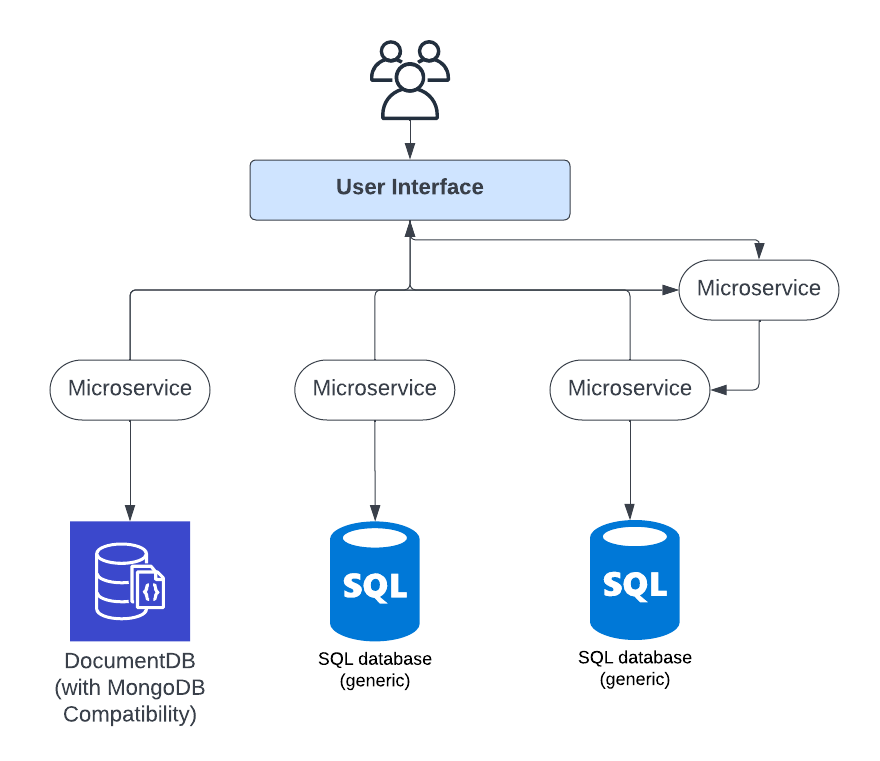 User Interface
Microservice
Microservice
Microservice
Microservice
SQL
SQL
DocumentDB
(with MongoDB
Compatibility)
SQL database
(generic)
SQL database
(generic)